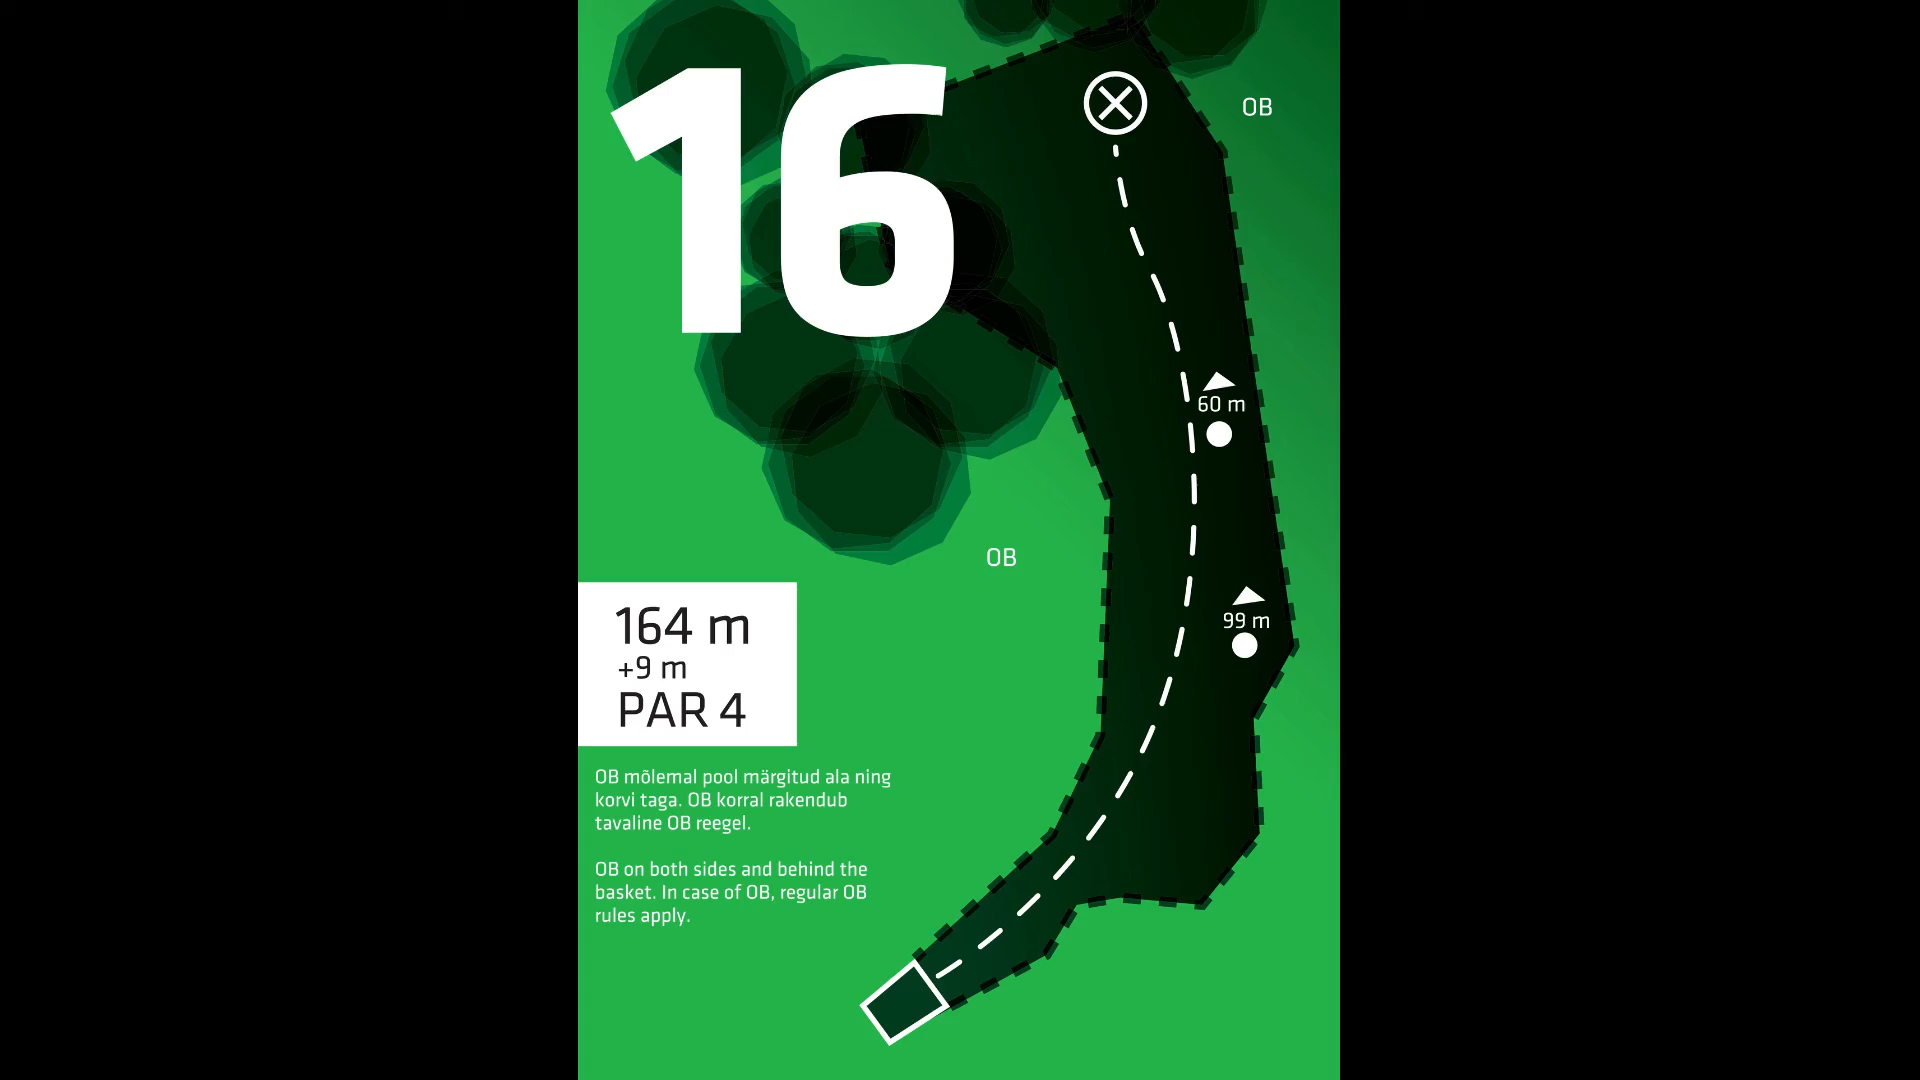 16
OB
60 m
OB
99 m
164 m
+9 m
PAR 4
OB mõlemal pool märgitud ala ning
korvi taga. OB korral rakendub
tavaline OB reegel.
OB on both sides and behind the
basket. In case of OB, regular OB
rules apply.